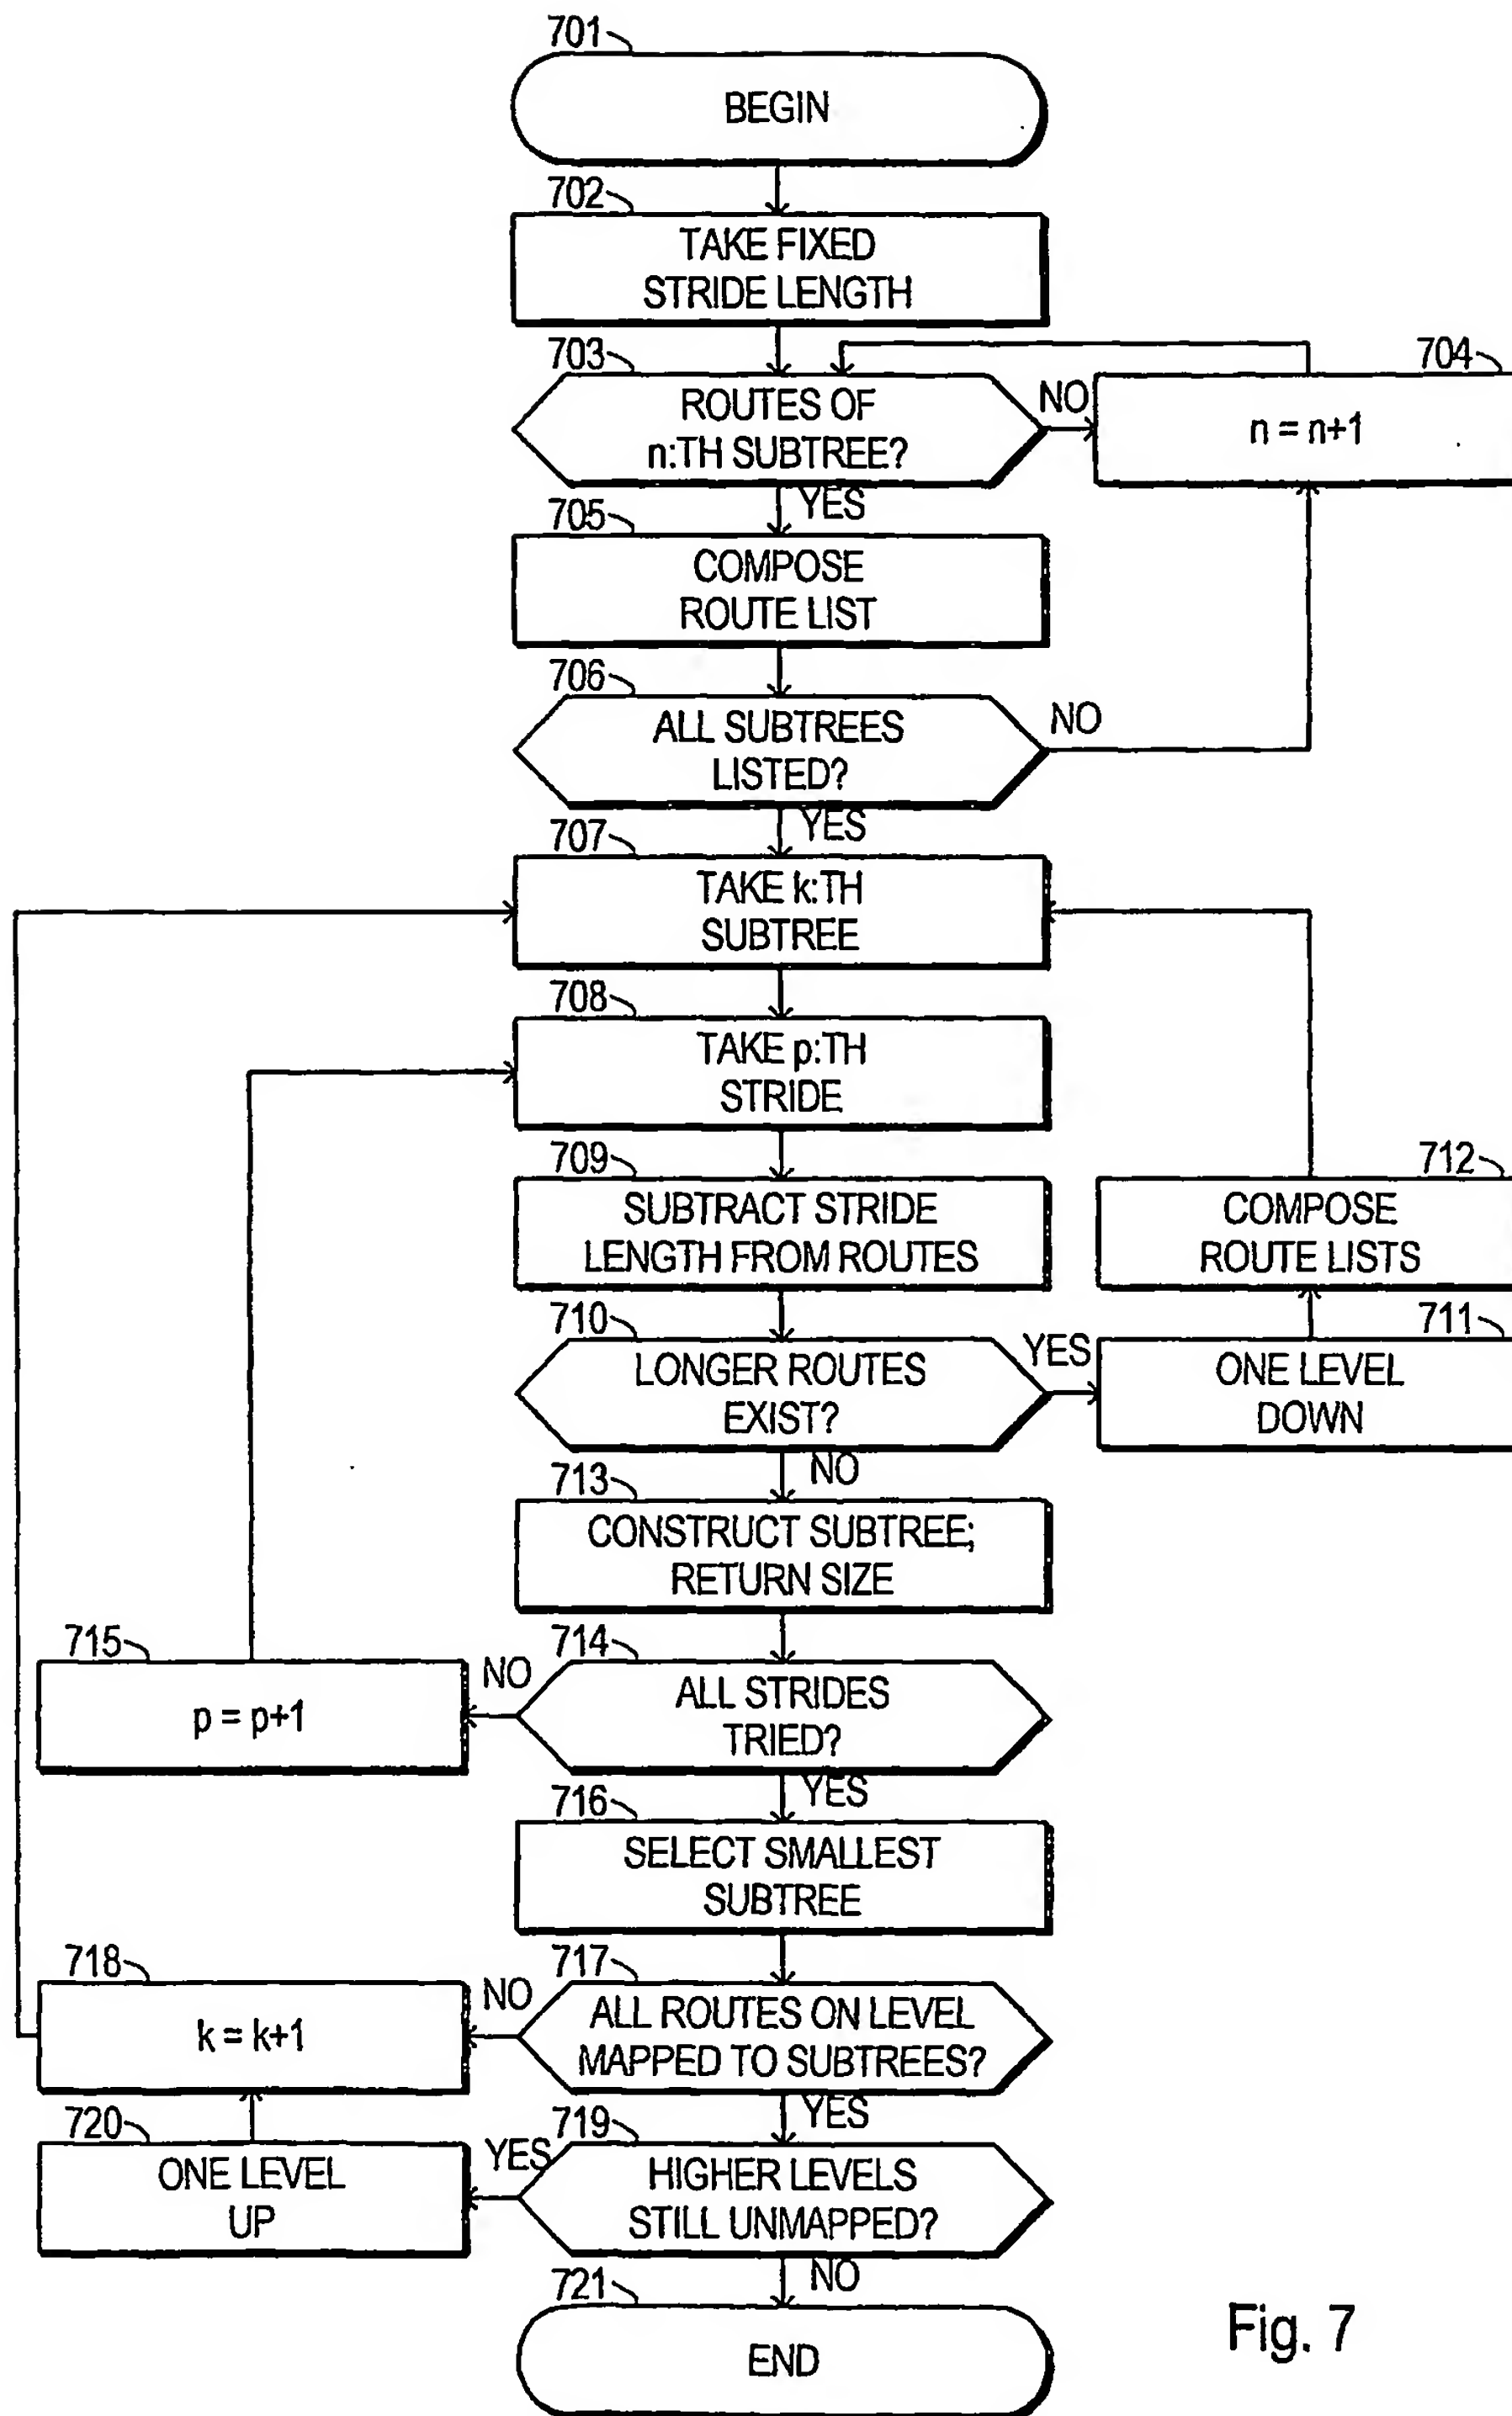 701
BEGIN
702
TAKE FIXED
STRIDE LENGTH
703
ROUTES OF
n:TH SUBTREE?
NO
704
n = n+1
YES
705
COMPOSE
ROUTE LIST
706
ALL SUBTREES
LISTED?
NO
YES
707
TAKE k:TH
SUBTREE
708
TAKE p:TH
STRIDE
709
SUBTRACT STRIDE
LENGTH FROM ROUTES
712
COMPOSE
ROUTE LISTS
710
LONGER ROUTES
EXIST?
YES
711
ONE LEVEL
DOWN
NO
713
CONSTRUCT SUBTREE;
RETURN SIZE
715
p = p+1
NO
714
ALL STRIDES
TRIED?
YES
716
SELECT SMALLEST
SUBTREE
718
k = k+1
NO
717
ALL ROUTES ON LEVEL
MAPPED TO SUBTREES?
YES
720
ONE LEVEL
UP
YES
719
HIGHER LEVELS
STILL UNMAPPED?
NO
721
END
Fig. 7